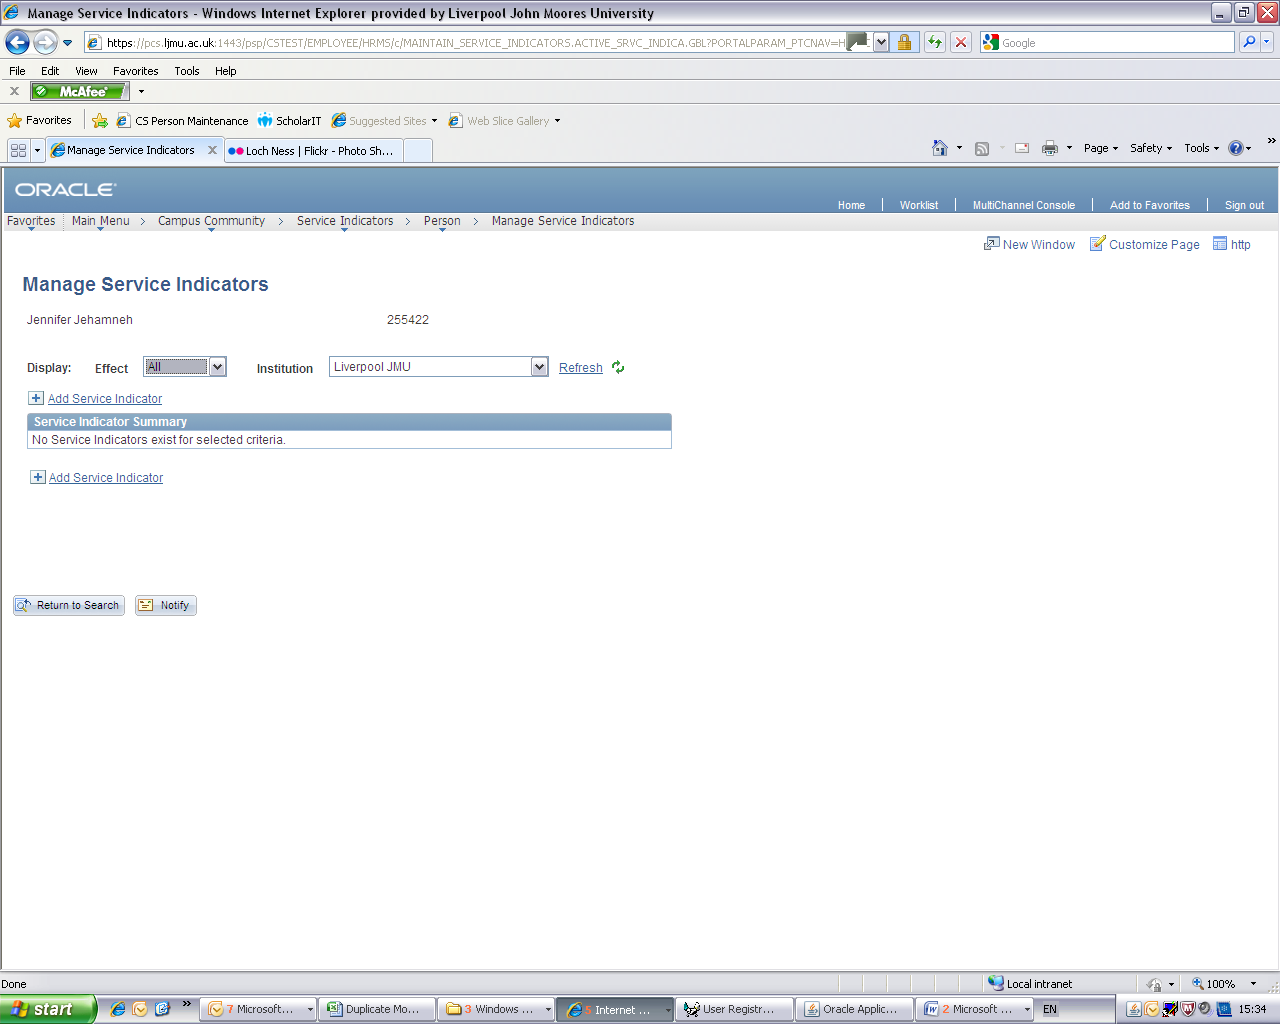 Manage Service Indicators - Windows Internet Explorer provided by Liverpool John Moores University
https://pcs.ljmu.ac.uk:1443/psp/CSTEST/EMPLOYEE/HRMS/c/MAINTAIN_SERVICE_INDICATORS.ACTIVE_SRVC_INDICA.GBL?PORTALPARAM_PTCNAV=H
Google
File Edit View Favorites Tools Help
X McAfee
Favorites CS Person Maintenance ScholarIT Suggested Sites Web Slice Gallery
Manage Service Indicators X Loch Ness | Flickr - Photo Sh... Page Safety Tools »
ORACLE
Home Worklist MultiChannel Console Add to Favorites Sign out
Favorites Main Menu > Campus Community > Service Indicators > Person > Manage Service Indicators
New Window Customize Page http
Manage Service Indicators
Jennifer Jehamneh 255422
Display: Effect All Institution Liverpool JMU Refresh
Add Service Indicator
Service Indicator Summary
No Service Indicators exist for selected criteria.
Add Service Indicator
Return to Search Notify
Done Local intranet 100%
start » 7 Microsoft... Duplicate Mo... 3 Windows ... 5 Internet ... User Registr... Oracle Applic... 2 Microsoft ... EN 15:34